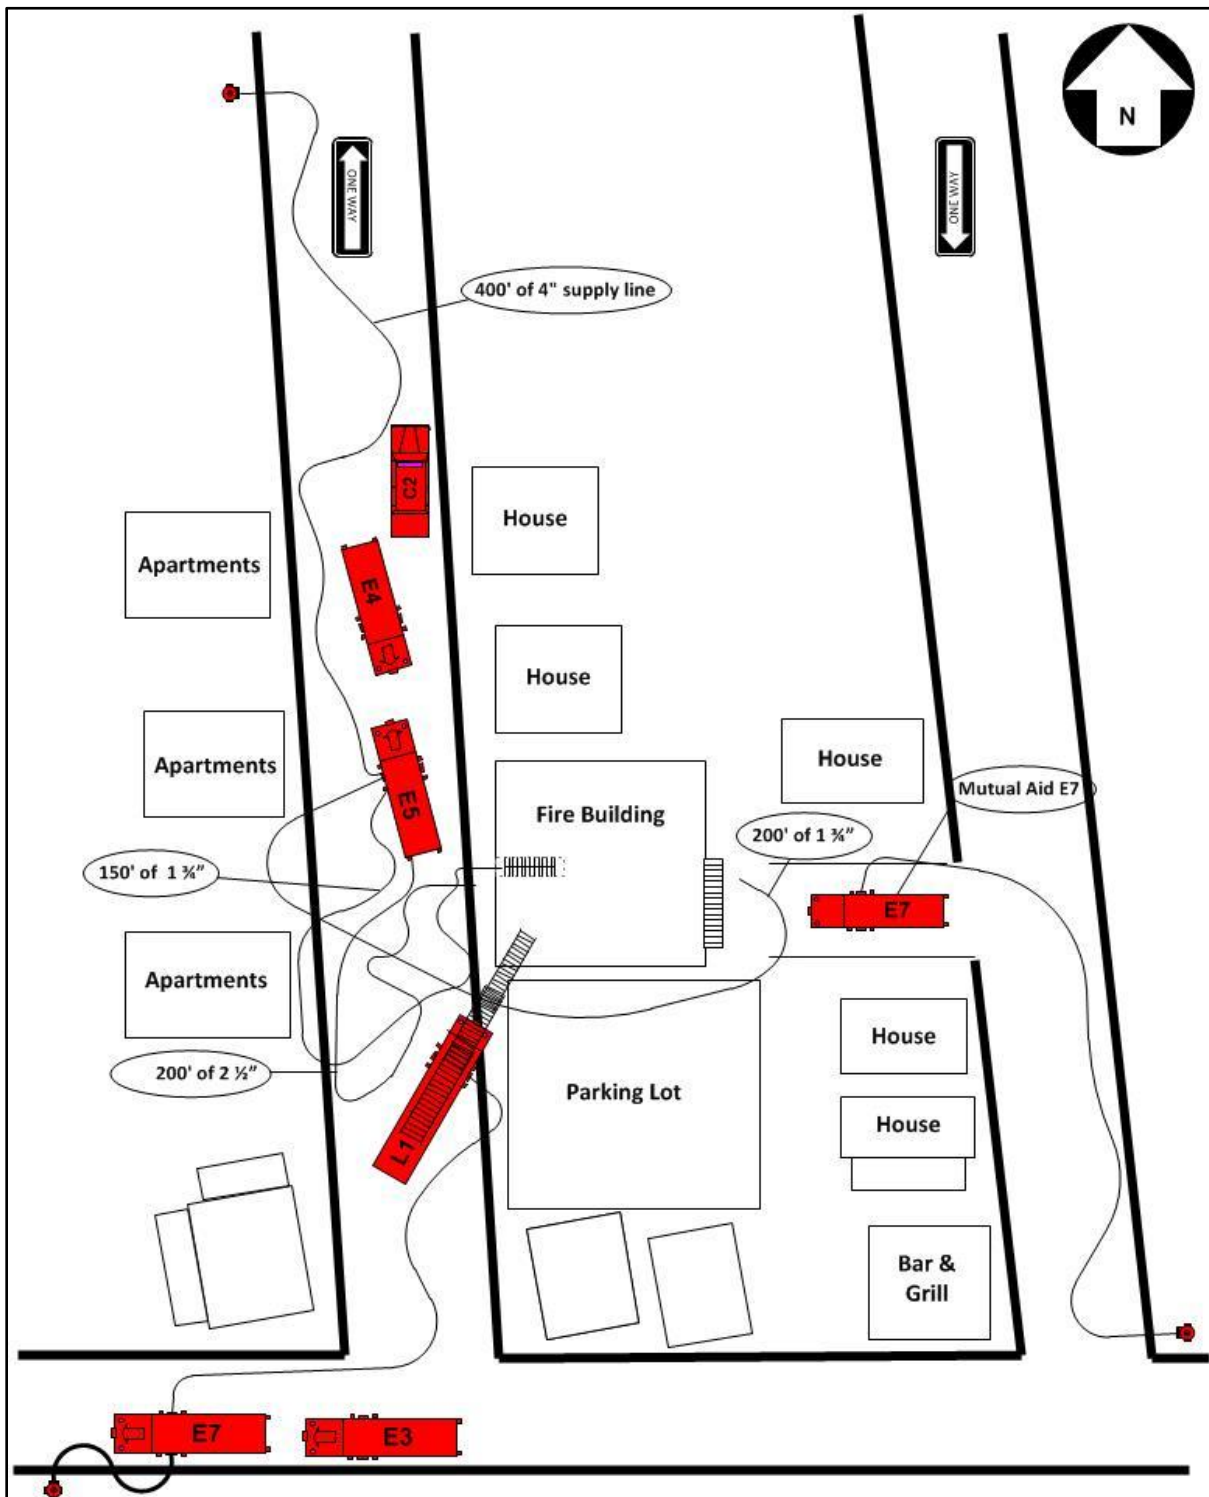 N
ONE WAY
ONE WAY
400' of 4" supply line
C2
House
Apartments
E4
House
House
Apartments
Mutual Aid E7
E5
Fire Building
200' of 1 ¾”
150' of 1 ¾”
E7
Apartments
House
200' of 2 ½”
Parking Lot
House
L1
Bar &
Grill
E7
E3